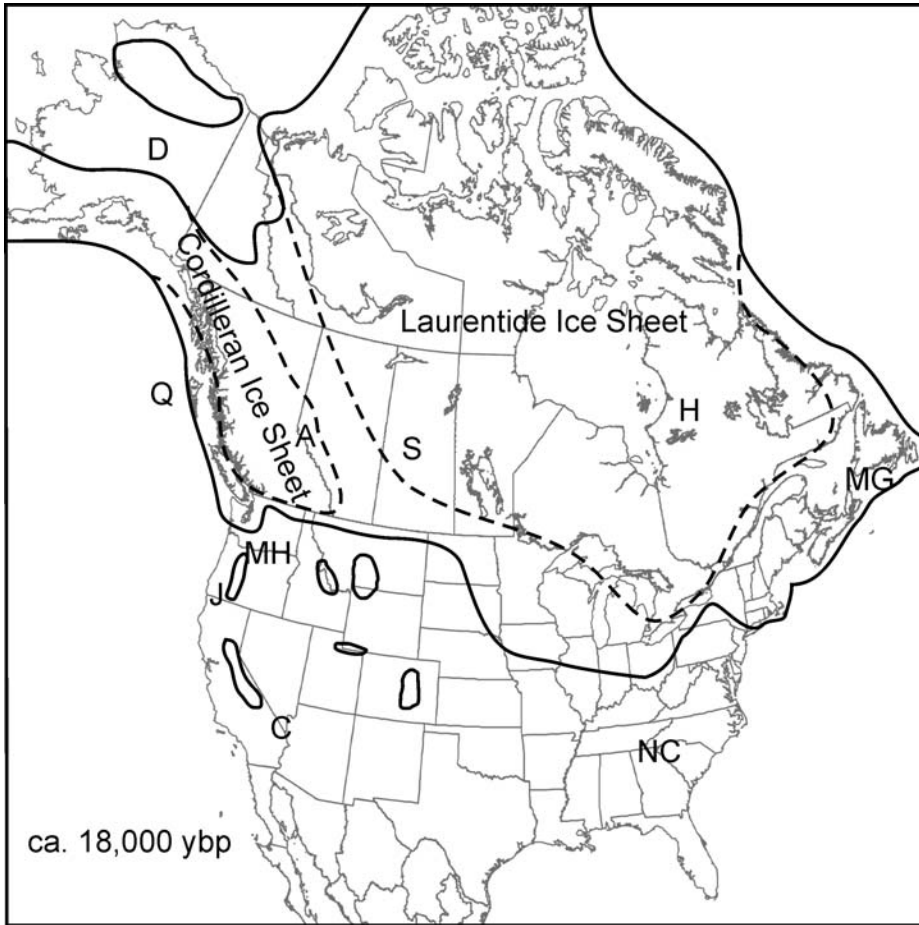 D
Cordilleran Ice Sheet
Laurentide Ice Sheet
Q
A
S
H
MG
MH
J
C
NC
ca. 18,000 ybp